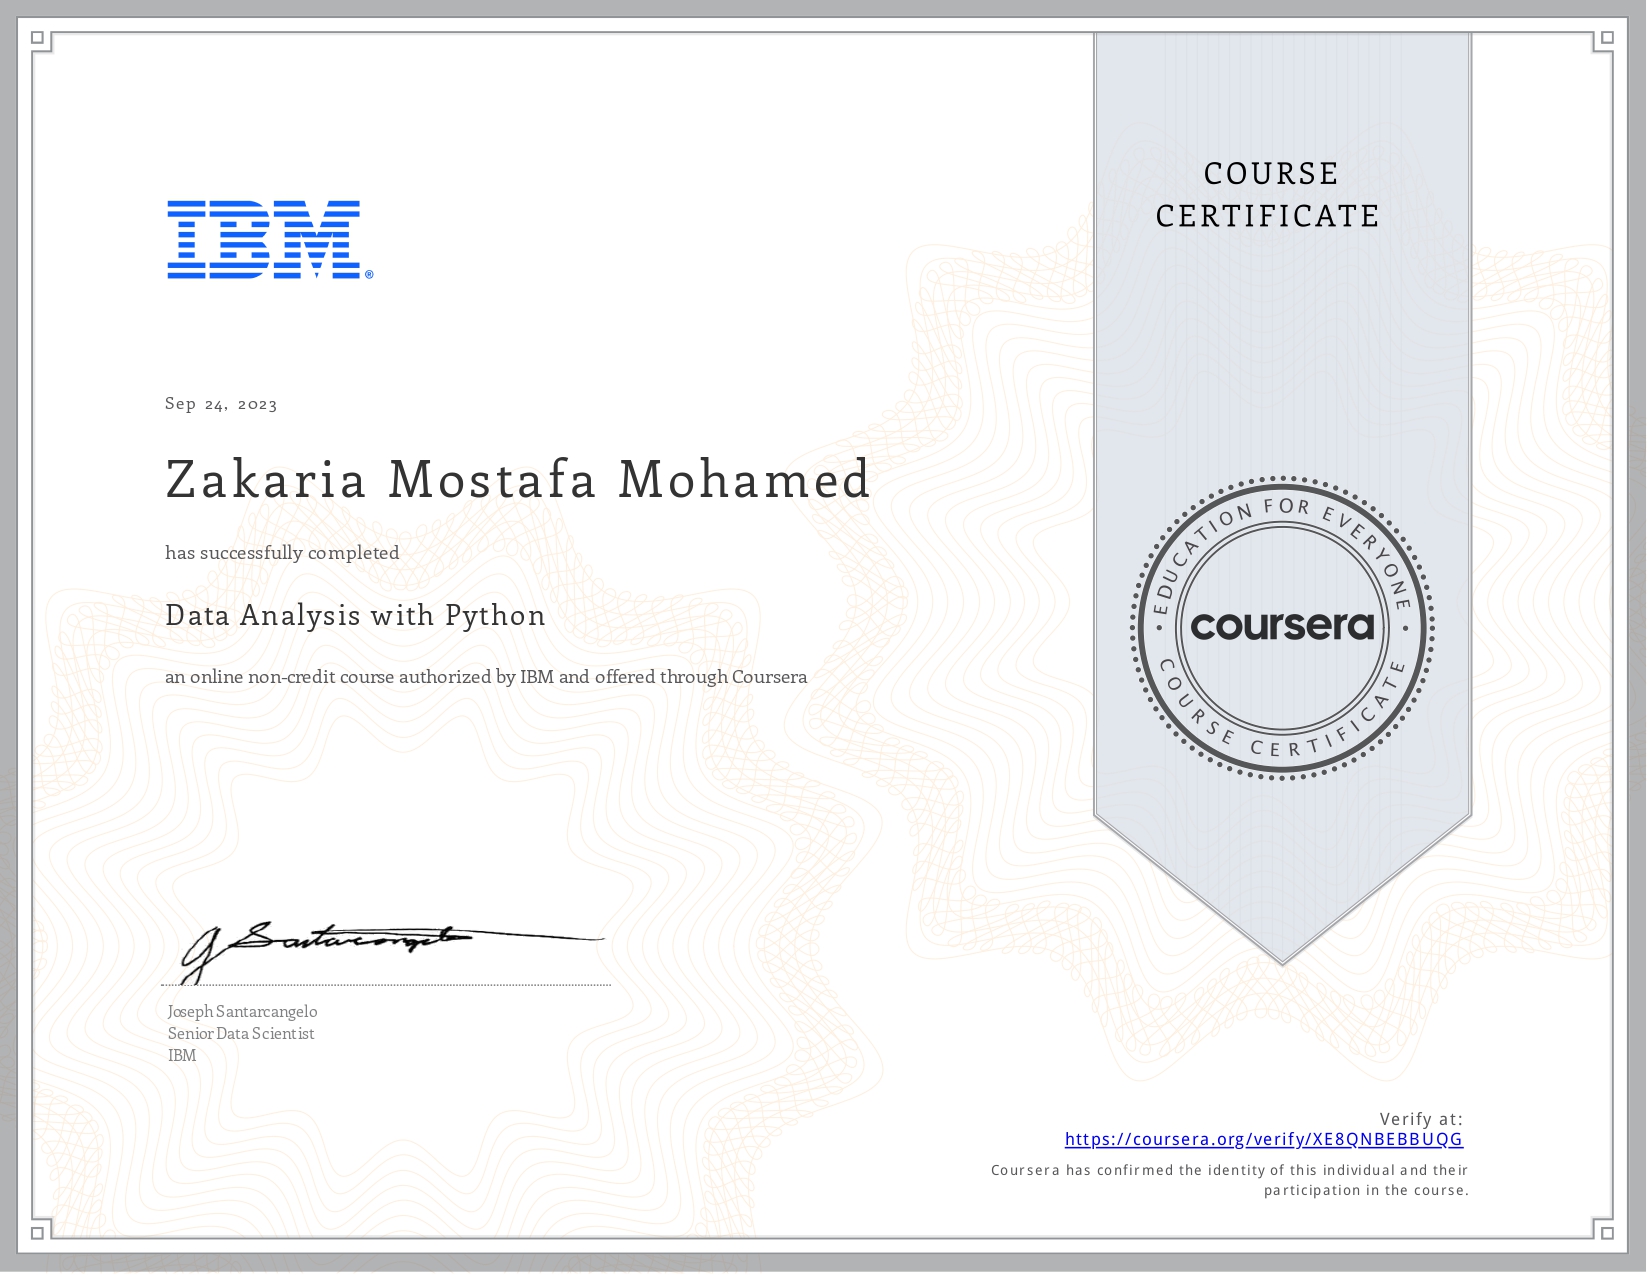 COURSE
CERTIFICATE
IBM®
Sep 24, 2023
Zakaria Mostafa Mohamed
has successfully completed
Data Analysis with Python
an online non-credit course authorized by IBM and offered through Coursera
EDUCATION FOR EVERYONE
coursera
COURSE CERTIFICATE
J Santarcangelo
Joseph Santarcangelo
Senior Data Scientist
IBM
Verify at:
https://coursera.org/verify/XE8QNBEBBUQG
Coursera has confirmed the identity of this individual and their
participation in the course.